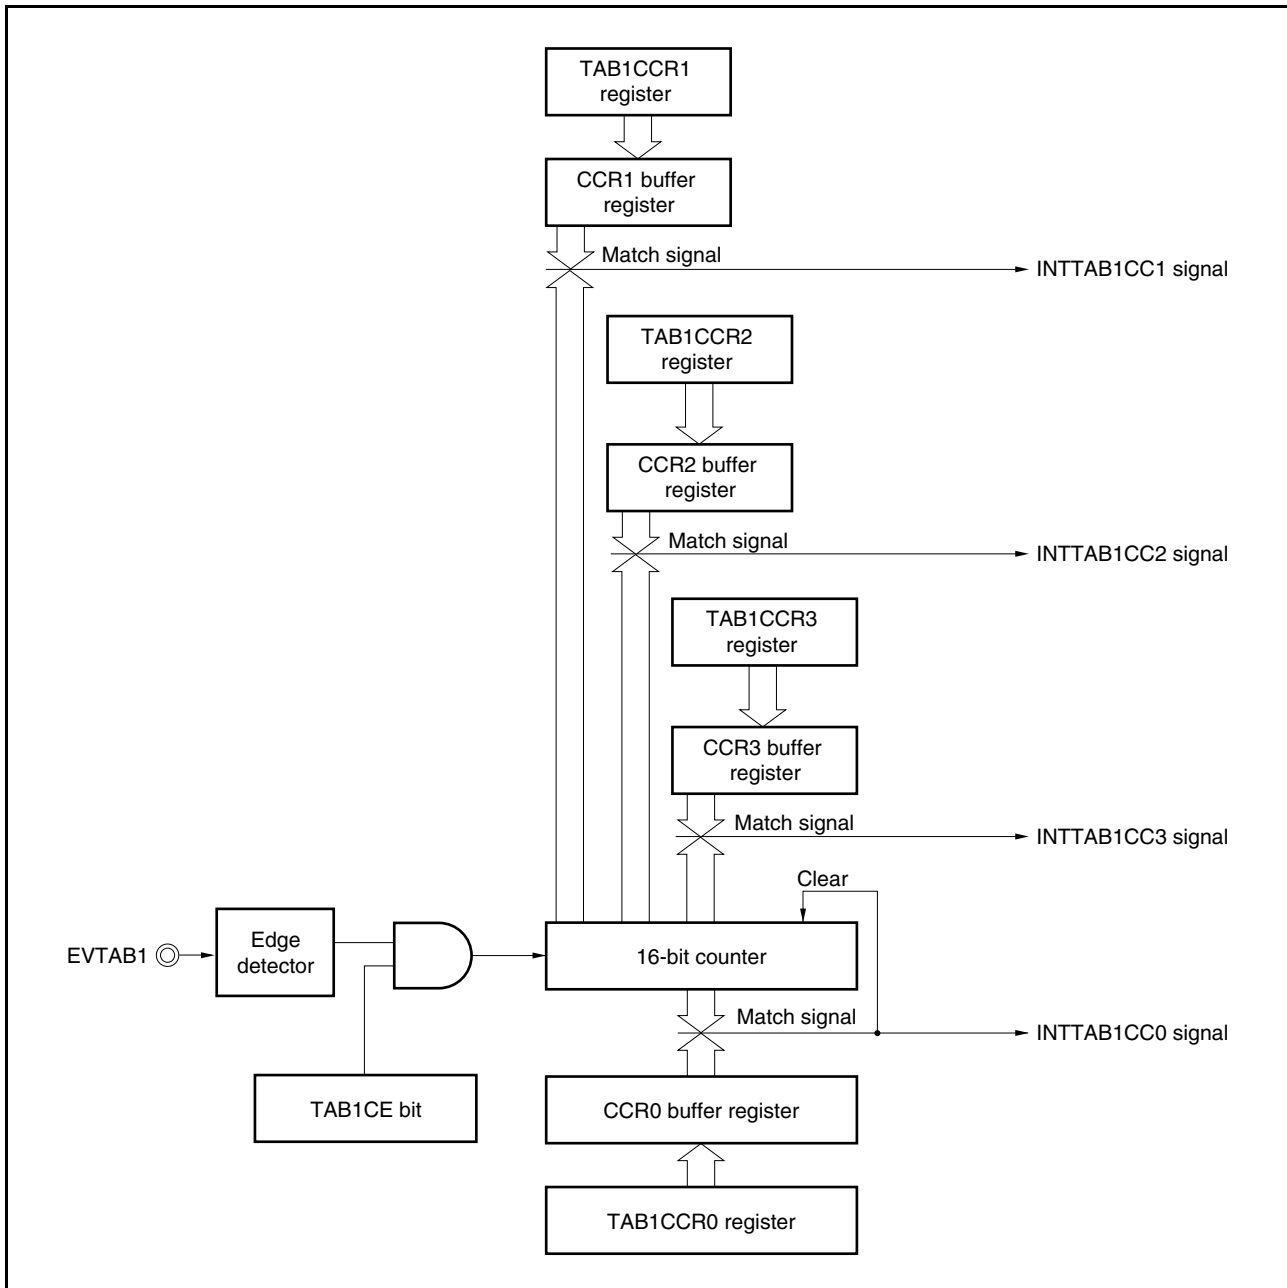 TAB1CCR1
register
CCR1 buffer
register
Match signal
INTTAB1CC1 signal
TAB1CCR2
register
CCR2 buffer
register
Match signal
INTTAB1CC2 signal
TAB1CCR3
register
CCR3 buffer
register
Match signal
INTTAB1CC3 signal
Clear
EVTAB1
Edge
detector
16-bit counter
Match signal
INTTAB1CC0 signal
TAB1CE bit
CCR0 buffer register
TAB1CCR0 register